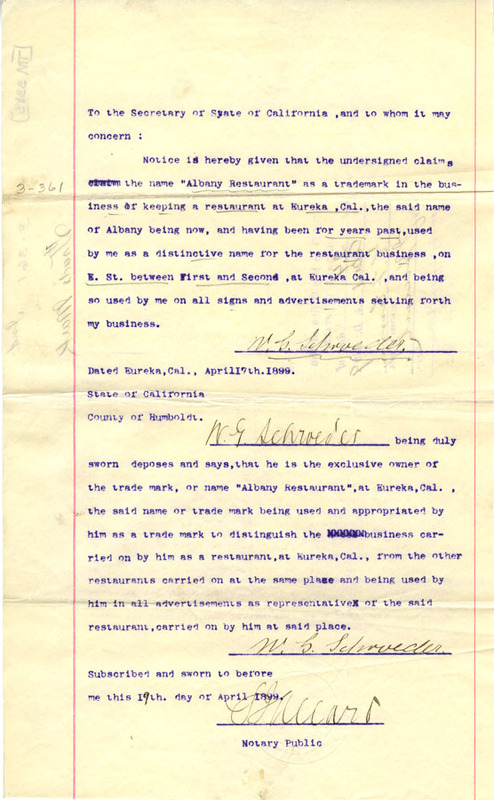 To the Secretary of State of California ,and to whom it may
concern :
Notice is hereby given that the undersigned claims
3-361
the name "Albany Restaurant" as a trademark in the bus-
iness of keeping a restaurant at Eureka ,Cal.,the said name
of Albany being now, and having been for years past,used
by me as a distinctive name for the restaurant business ,on
E. St. between First and Second ,at Eureka Cal. ,and being
so used by me on all signs and advertisements setting forth
my business.
W. G. Schroeder.
Dated Eureka,Cal., April17th.1899.
State of California
County of Humboldt.
W. G. Schroeder being duly
sworn deposes and says,that he is the exclusive owner of
the trade mark, or name "Albany Restaurant",at Eureka,Cal. ,
the said name or trade mark being used and appropriated by
him as a trade mark to distinguish the business car-
ried on by him as a restaurant,at Eureka,Cal., from the other
restaurants carried on at the same place and being used by
him in all advertisements as representative of the said
restaurant,carried on by him at said place.
W. G. Schroeder.
Subscribed and sworn to before
me this 19th. day of April 1899.
Notary Public